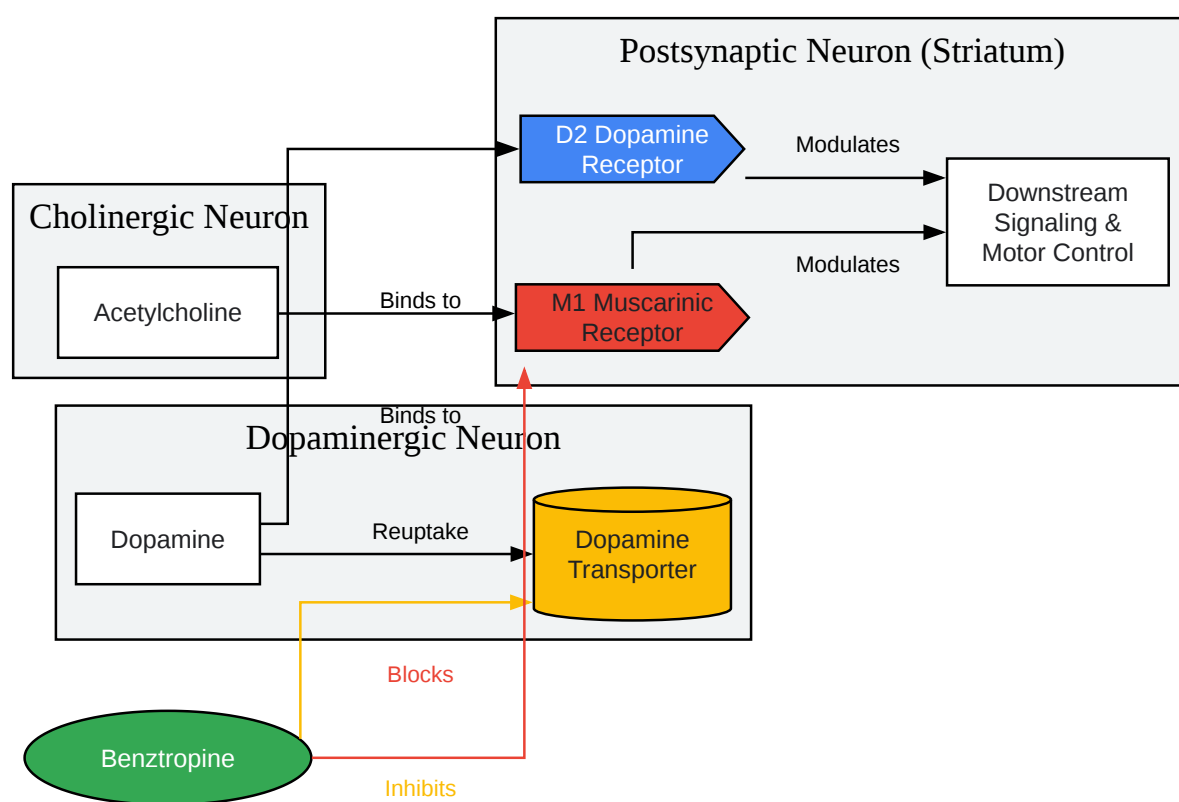 Postsynaptic Neuron (Striatum)
D2 Dopamine
Receptor
Modulates
Downstream
Signaling &
Motor Control
Cholinergic Neuron
Acetylcholine
Binds to
M1 Muscarinic
Receptor
Modulates
Binds to
Dopaminergic Neuron
Dopamine
Reuptake
Dopamine
Transporter
Blocks
Benztropine
Inhibits